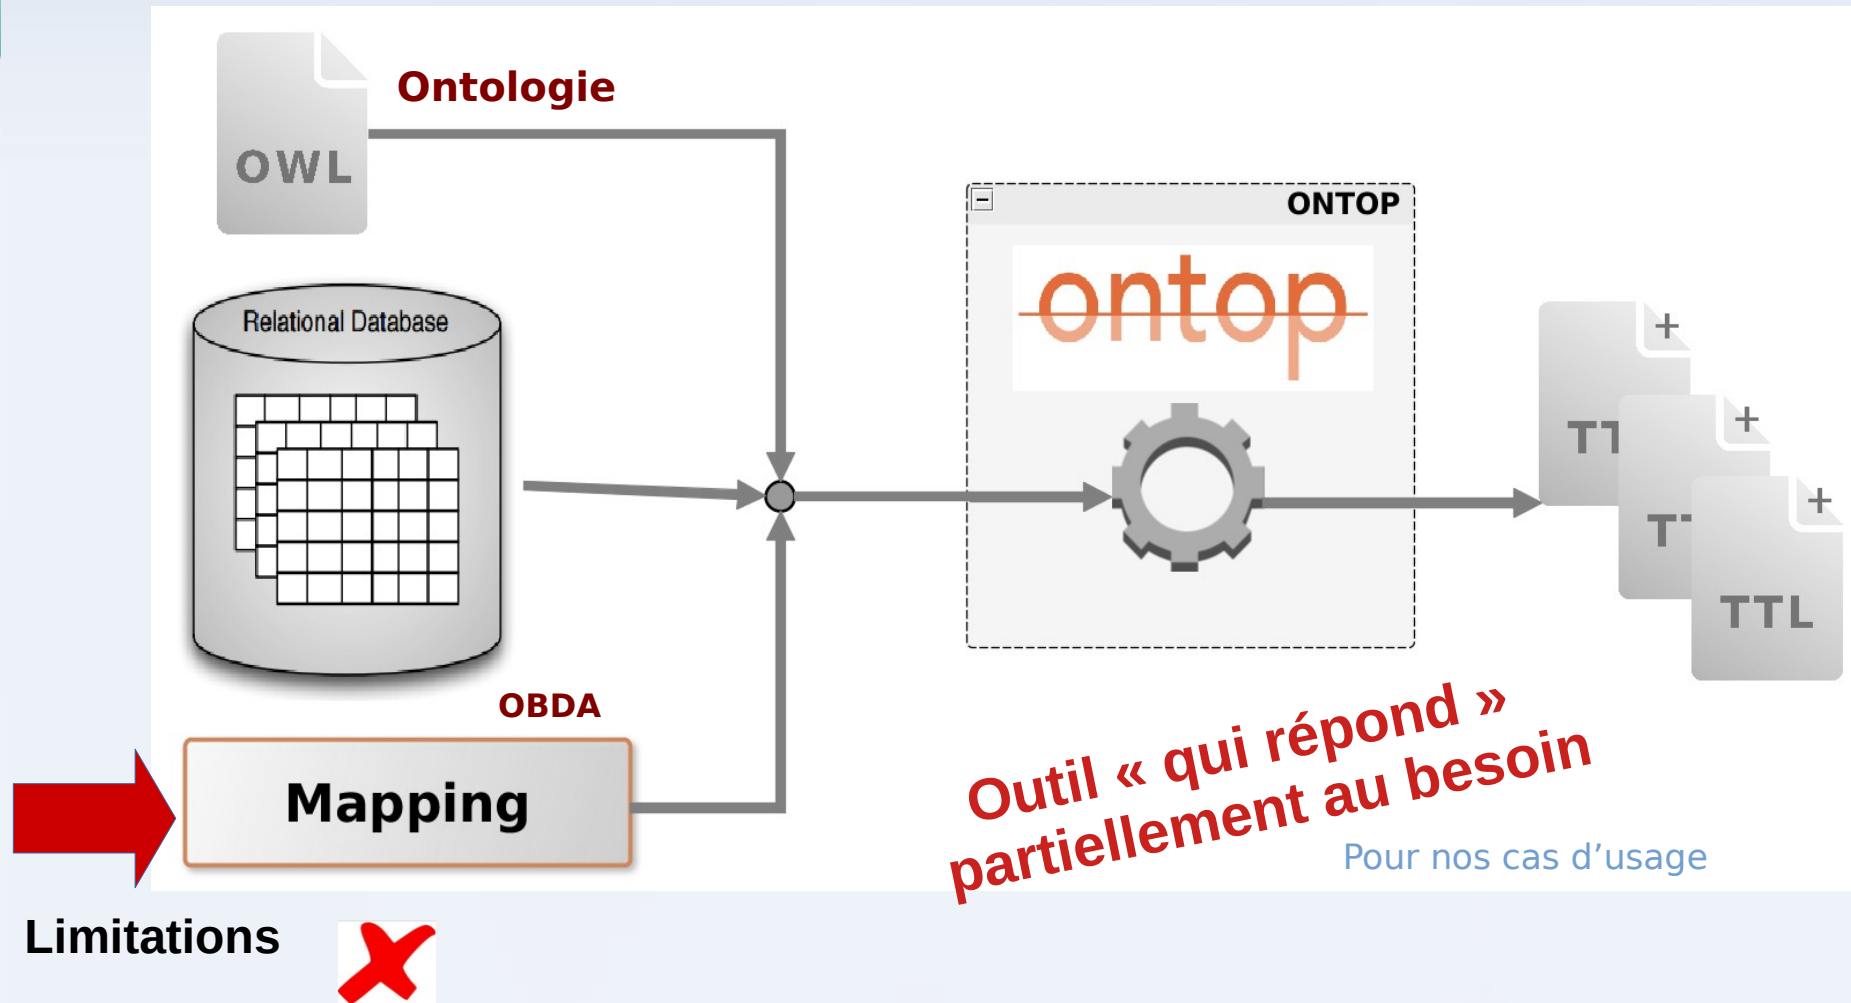 Ontologie
OWL
ONTOP
ontop
Relational Database
+
TT
+
T
+
TTL
OBDA
Mapping
Outil « qui répond »
partiellement au besoin
Pour nos cas d’usage
Limitations